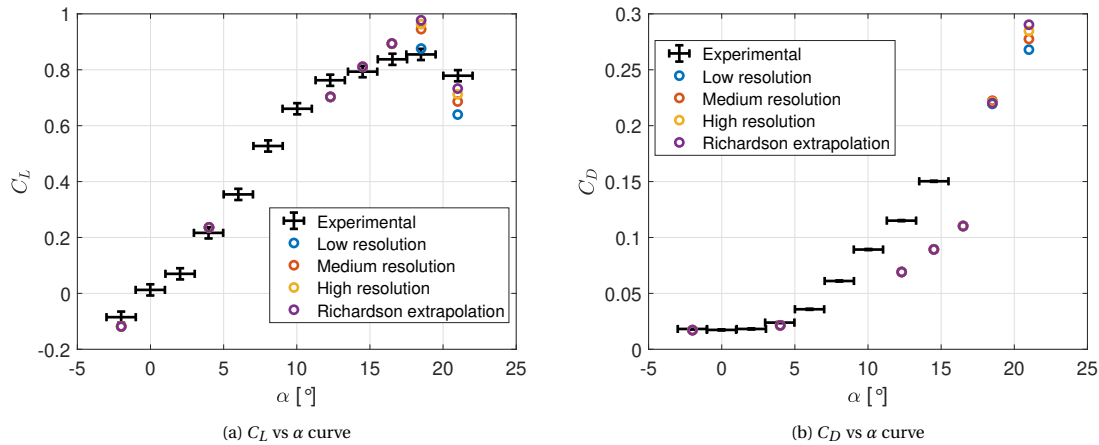 1
0.8
0.6
0.4
0.2
0
-0.2
C_L
-5 0 5 10 15 20 25
α [°]
Experimental
Low resolution
Medium resolution
High resolution
Richardson extrapolation
(a) C_L vs α curve
0.3
0.25
0.2
0.15
0.1
0.05
0
C_D
-5 0 5 10 15 20 25
α [°]
Experimental
Low resolution
Medium resolution
High resolution
Richardson extrapolation
(b) C_D vs α curve